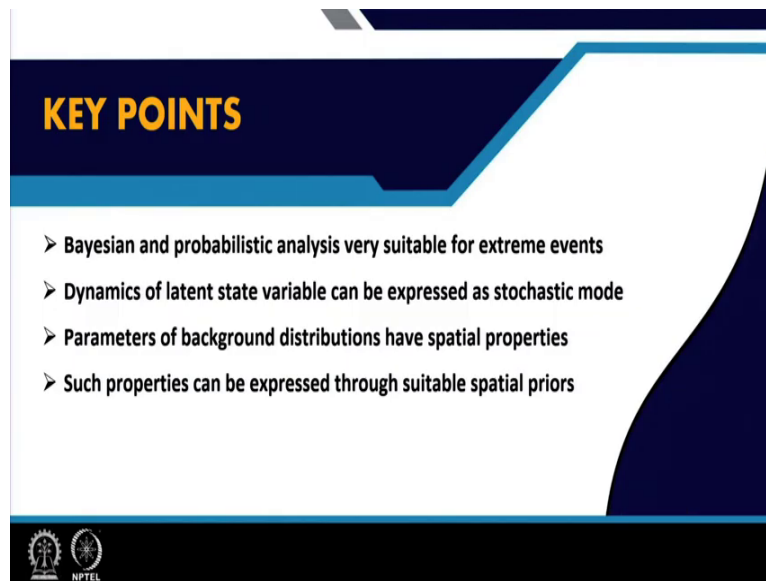 KEY POINTS
➤ Bayesian and probabilistic analysis very suitable for extreme events
➤ Dynamics of latent state variable can be expressed as stochastic mode
➤ Parameters of background distributions have spatial properties
➤ Such properties can be expressed through suitable spatial priors
NPTEL